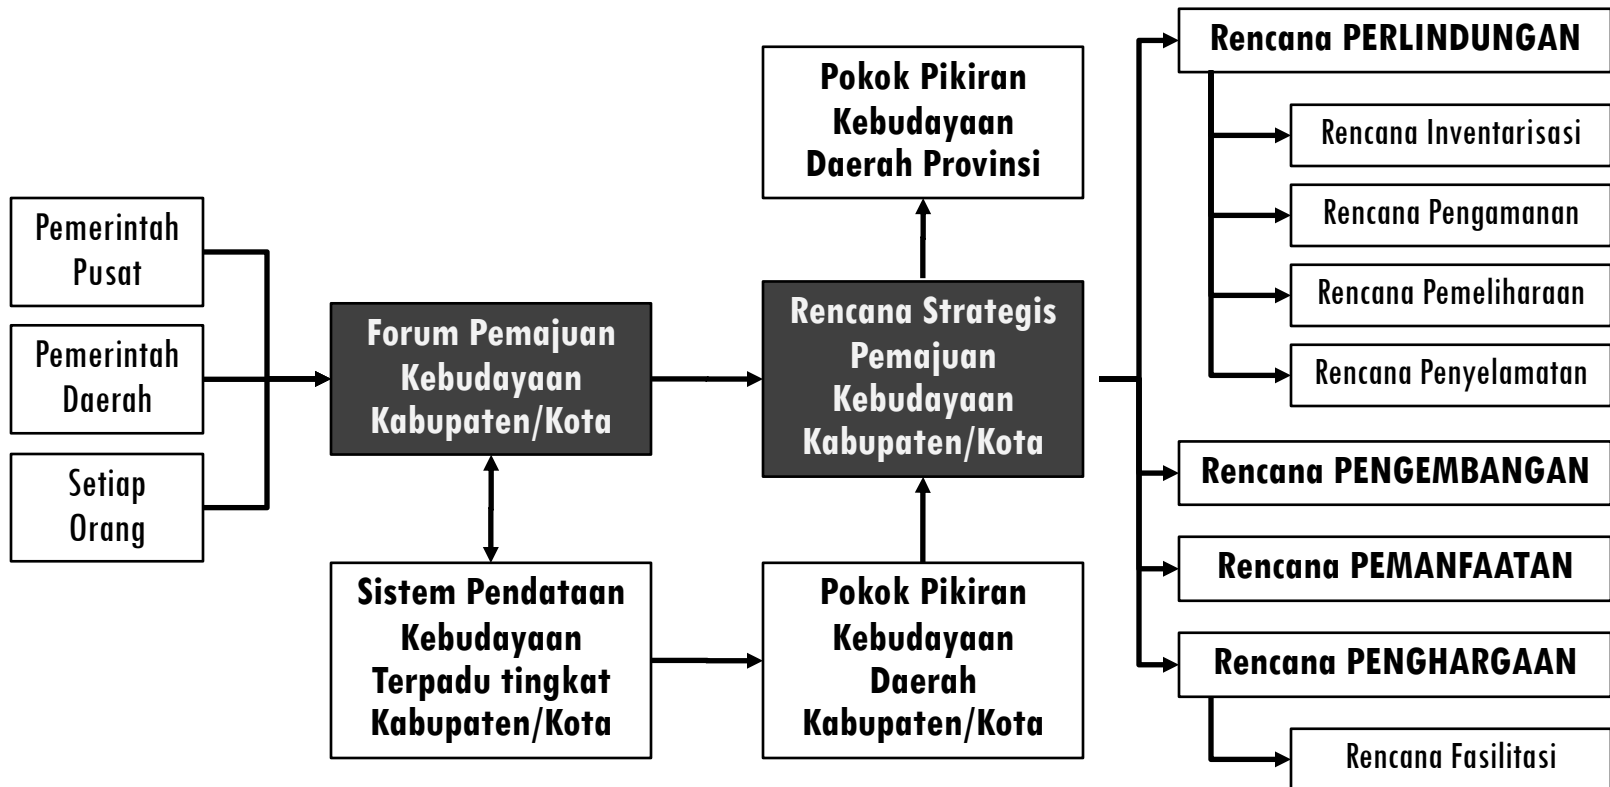 Pemerintah
Pusat
Pemerintah
Daerah
Setiap
Orang
Forum Pemajuan
Kebudayaan
Kabupaten/Kota
Sistem Pendataan
Kebudayaan
Terpadu tingkat
Kabupaten/Kota
Pokok Pikiran
Kebudayaan
Daerah Provinsi
Rencana Strategis
Pemajuan
Kebudayaan
Kabupaten/Kota
Pokok Pikiran
Kebudayaan
Daerah
Kabupaten/Kota
Rencana PERLINDUNGAN
Rencana Inventarisasi
Rencana Pengamanan
Rencana Pemeliharaan
Rencana Penyelamatan
Rencana PENGEMBANGAN
Rencana PEMANFAATAN
Rencana PENGHARGAAN
Rencana Fasilitasi